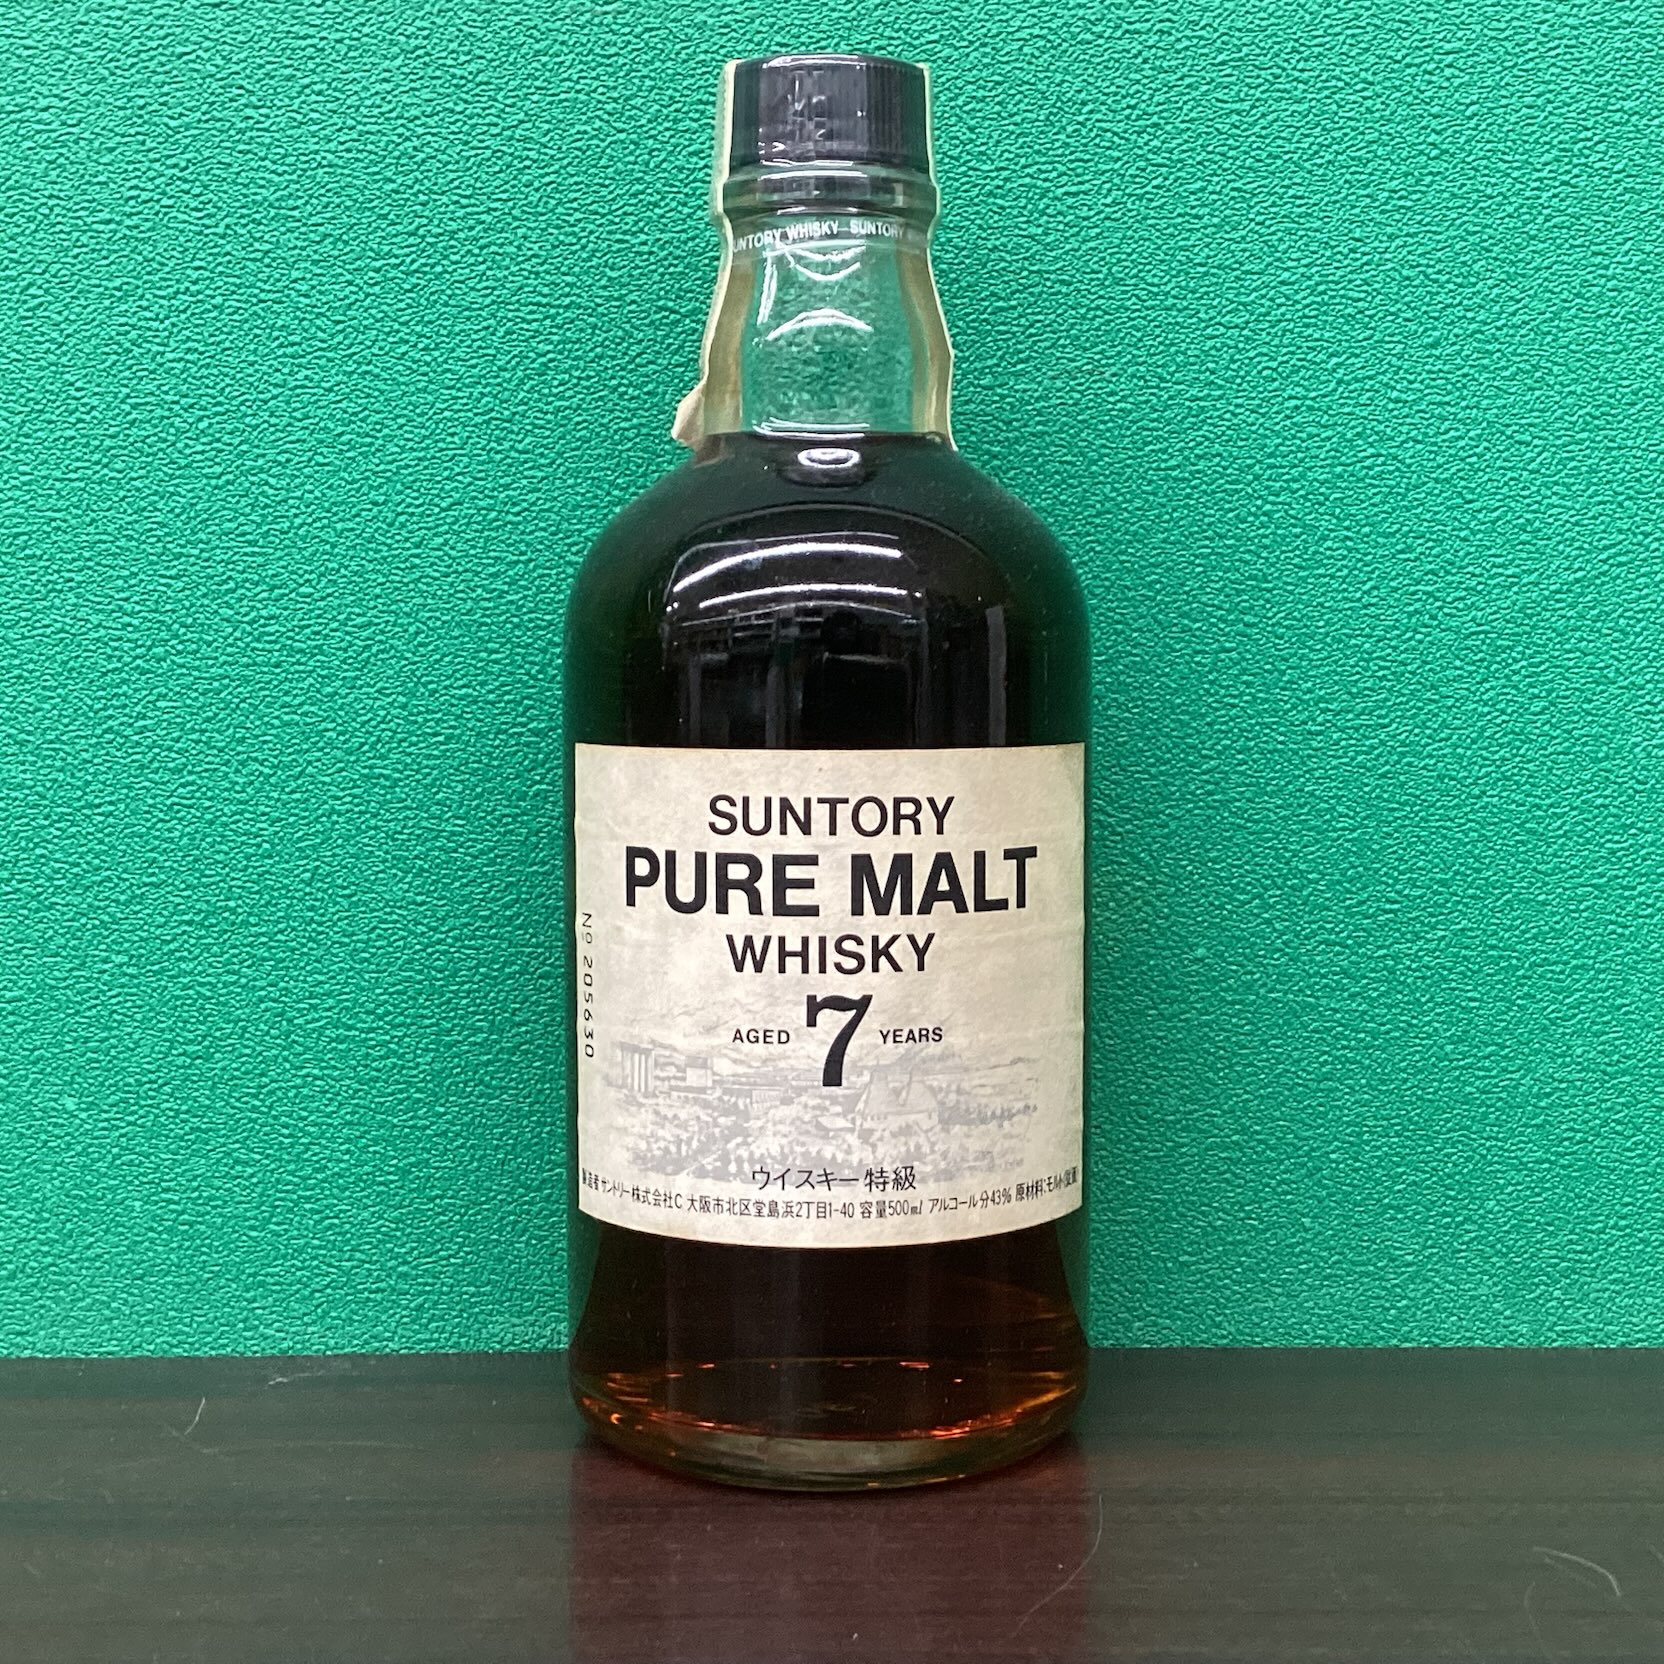 SUNTORY WHISKY SUNTORY
SUNTORY
PURE MALT
WHISKY
AGED 7 YEARS
№ 205630
ウイスキー特級
製造者サントリー株式会社C 大阪市北区堂島浜2丁目1-40 容量500ml アルコール分43% 原材料:モルト